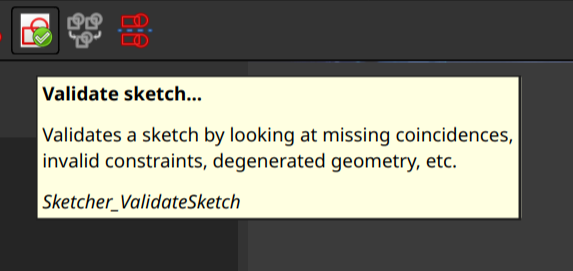 Validate sketch...
Validates a sketch by looking at missing coincidences,
invalid constraints, degenerated geometry, etc.
Sketcher_ValidateSketch